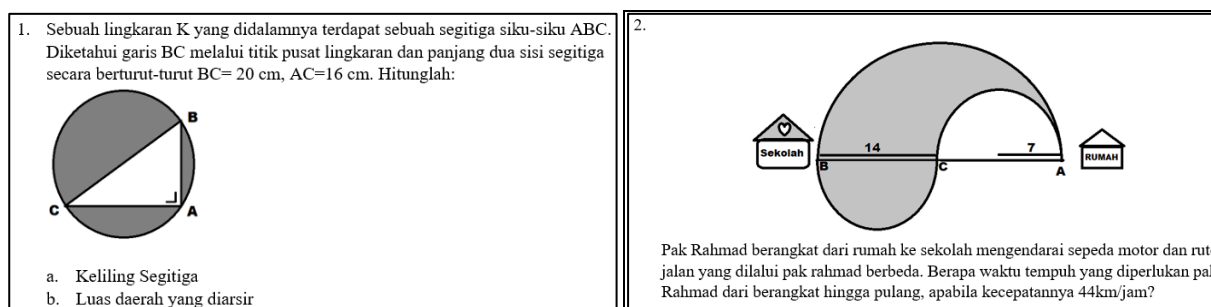 1. Sebuah lingkaran K yang didalamnya terdapat sebuah segitiga siku-siku ABC.
Diketahui garis BC melalui titik pusat lingkaran dan panjang dua sisi segitiga
secara berturut-turut BC= 20 cm, AC=16 cm. Hitunglah:
B
C
A
a. Keliling Segitiga
b. Luas daerah yang diarsir
2.
Sekolah
14
7
RUMAH
B
C
A
Pak Rahmad berangkat dari rumah ke sekolah mengendarai sepeda motor dan rut
jalan yang dilalui pak rahmad berbeda. Berapa waktu tempuh yang diperlukan pa
Rahmad dari berangkat hingga pulang, apabila kecepatannya 44km/jam?